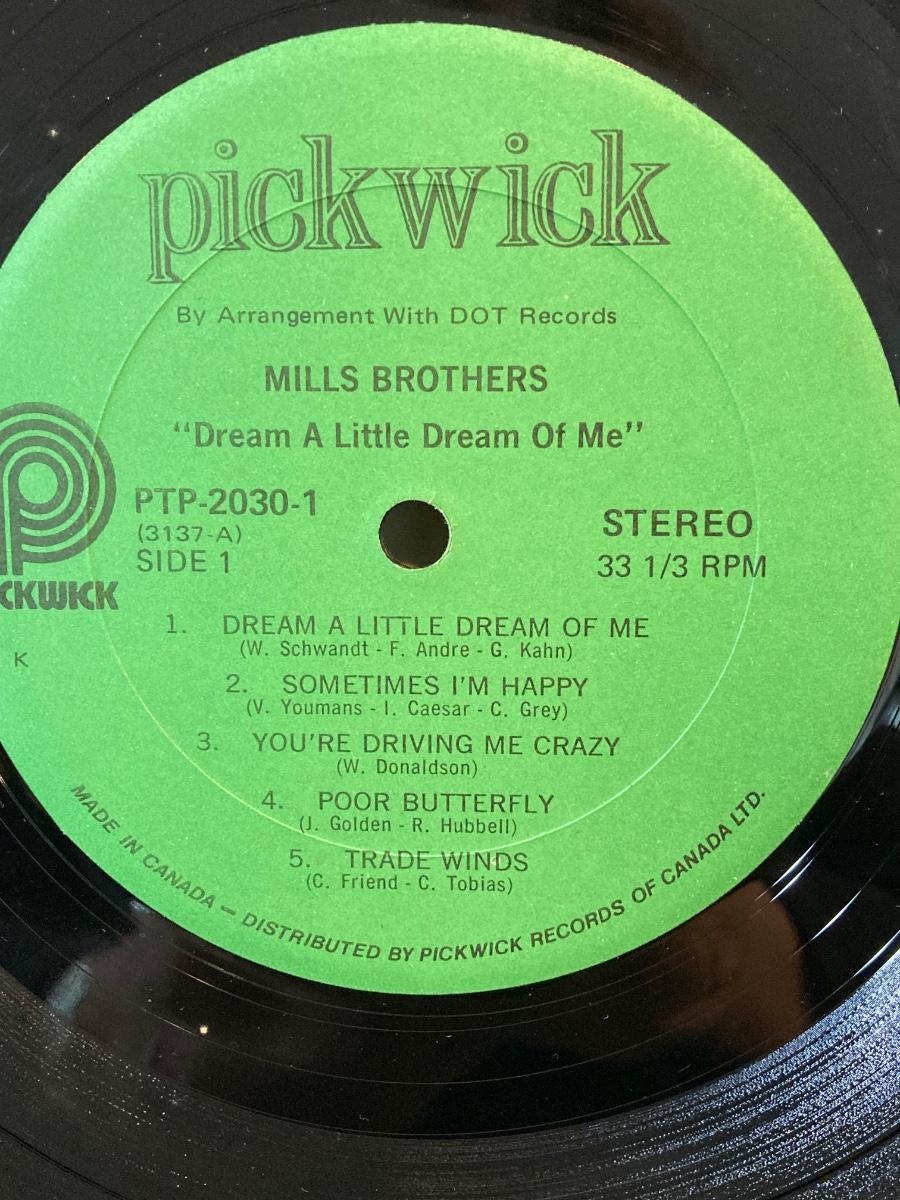 pickwick
By Arrangement With DOT Records
MILLS BROTHERS
“Dream A Little Dream Of Me”
PTP-2030-1
(3137-A)
SIDE 1
STEREO
33 1/3 RPM
CKWICK
K
1. DREAM A LITTLE DREAM OF ME
(W. Schwandt - F. Andre - G. Kahn)
2. SOMETIMES I'M HAPPY
(V. Youmans - I. Caesar - C. Grey)
3. YOU'RE DRIVING ME CRAZY
(W. Donaldson)
4. POOR BUTTERFLY
(J. Golden - R. Hubbell)
5. TRADE WINDS
(C. Friend - C. Tobias)
MADE IN CANADA — DISTRIBUTED BY PICKWICK RECORDS OF CANADA LTD.